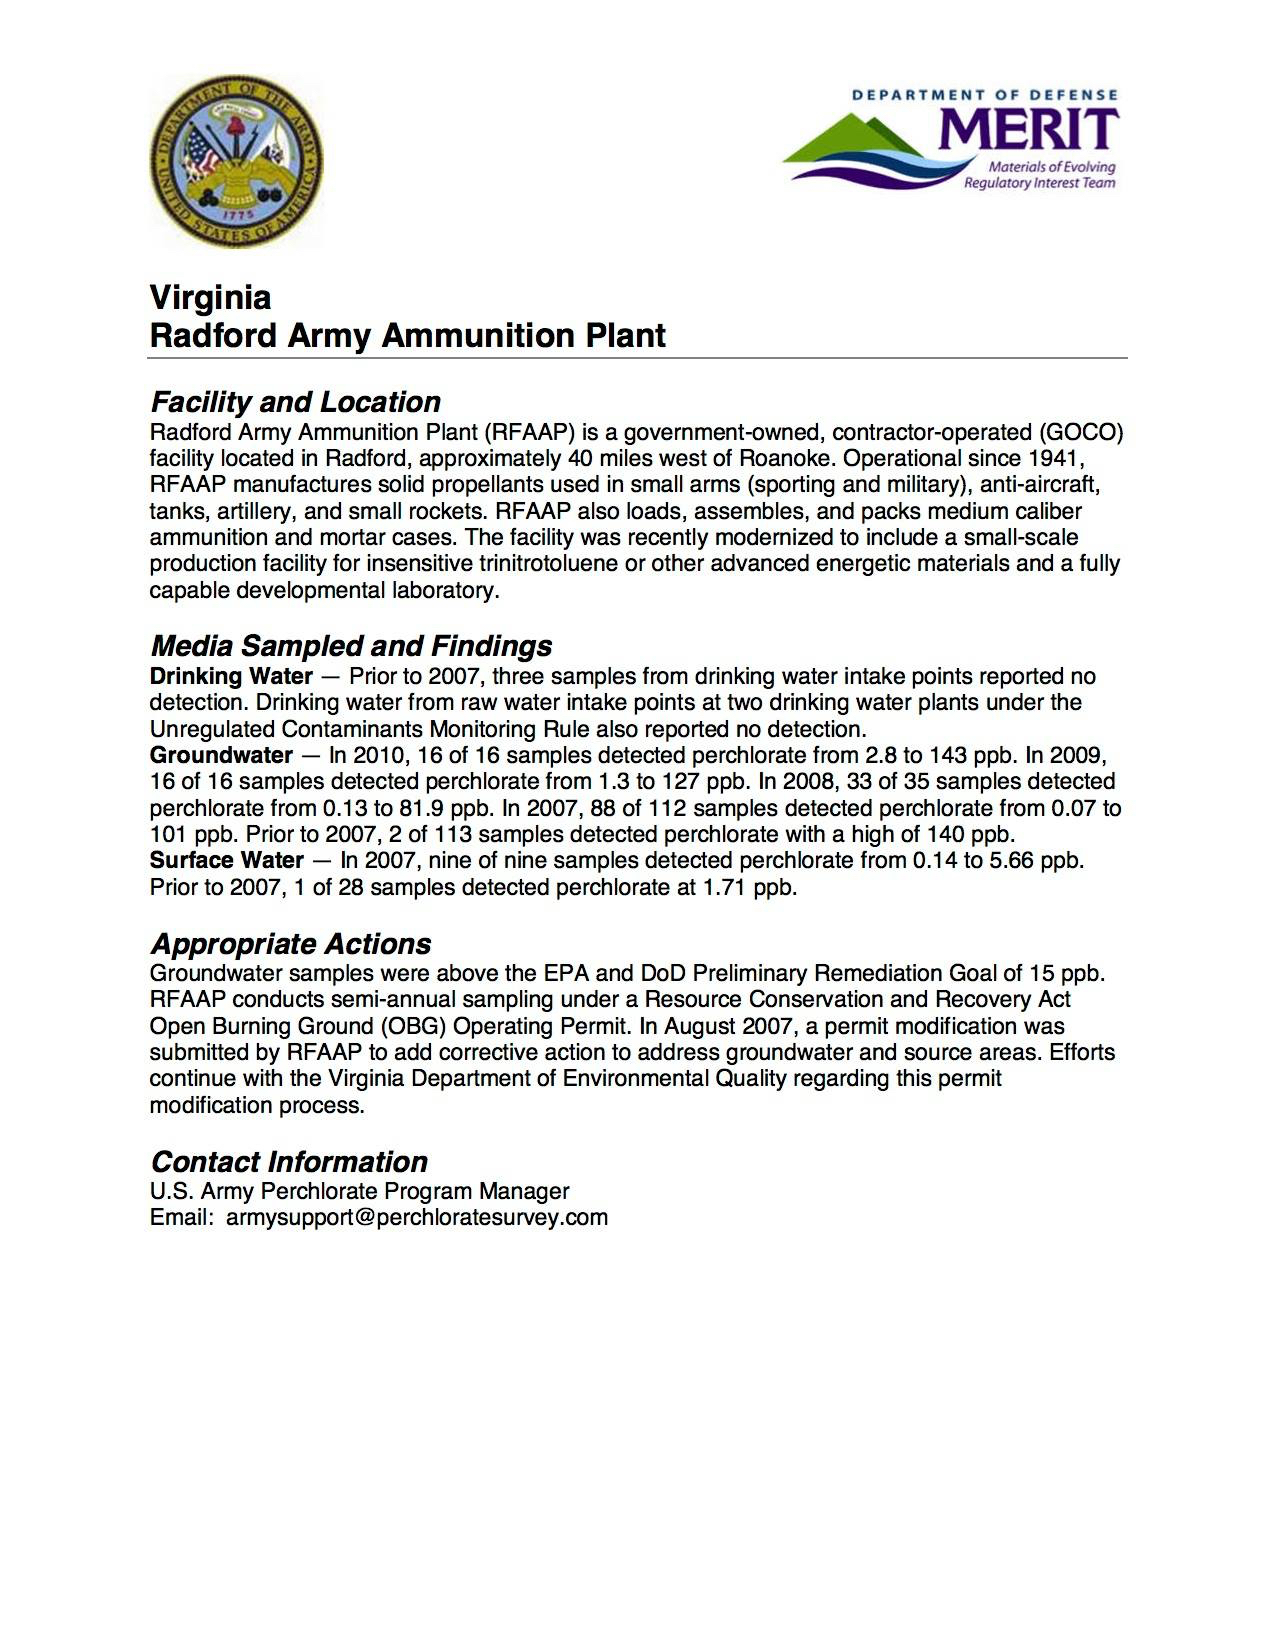 DEPARTMENT OF THE ARMY
UNITED STATES OF AMERICA
1775
DEPARTMENT OF DEFENSE
MERIT
Materials of Evolving
Regulatory Interest Team
Virginia
Radford Army Ammunition Plant
Facility and Location
Radford Army Ammunition Plant (RFAAP) is a government-owned, contractor-operated (GOCO)
facility located in Radford, approximately 40 miles west of Roanoke. Operational since 1941,
RFAAP manufactures solid propellants used in small arms (sporting and military), anti-aircraft,
tanks, artillery, and small rockets. RFAAP also loads, assembles, and packs medium caliber
ammunition and mortar cases. The facility was recently modernized to include a small-scale
production facility for insensitive trinitrotoluene or other advanced energetic materials and a fully
capable developmental laboratory.
Media Sampled and Findings
Drinking Water — Prior to 2007, three samples from drinking water intake points reported no
detection. Drinking water from raw water intake points at two drinking water plants under the
Unregulated Contaminants Monitoring Rule also reported no detection.
Groundwater — In 2010, 16 of 16 samples detected perchlorate from 2.8 to 143 ppb. In 2009,
16 of 16 samples detected perchlorate from 1.3 to 127 ppb. In 2008, 33 of 35 samples detected
perchlorate from 0.13 to 81.9 ppb. In 2007, 88 of 112 samples detected perchlorate from 0.07 to
101 ppb. Prior to 2007, 2 of 113 samples detected perchlorate with a high of 140 ppb.
Surface Water — In 2007, nine of nine samples detected perchlorate from 0.14 to 5.66 ppb.
Prior to 2007, 1 of 28 samples detected perchlorate at 1.71 ppb.
Appropriate Actions
Groundwater samples were above the EPA and DoD Preliminary Remediation Goal of 15 ppb.
RFAAP conducts semi-annual sampling under a Resource Conservation and Recovery Act
Open Burning Ground (OBG) Operating Permit. In August 2007, a permit modification was
submitted by RFAAP to add corrective action to address groundwater and source areas. Efforts
continue with the Virginia Department of Environmental Quality regarding this permit
modification process.
Contact Information
U.S. Army Perchlorate Program Manager
Email: armysupport@perchloratesurvey.com